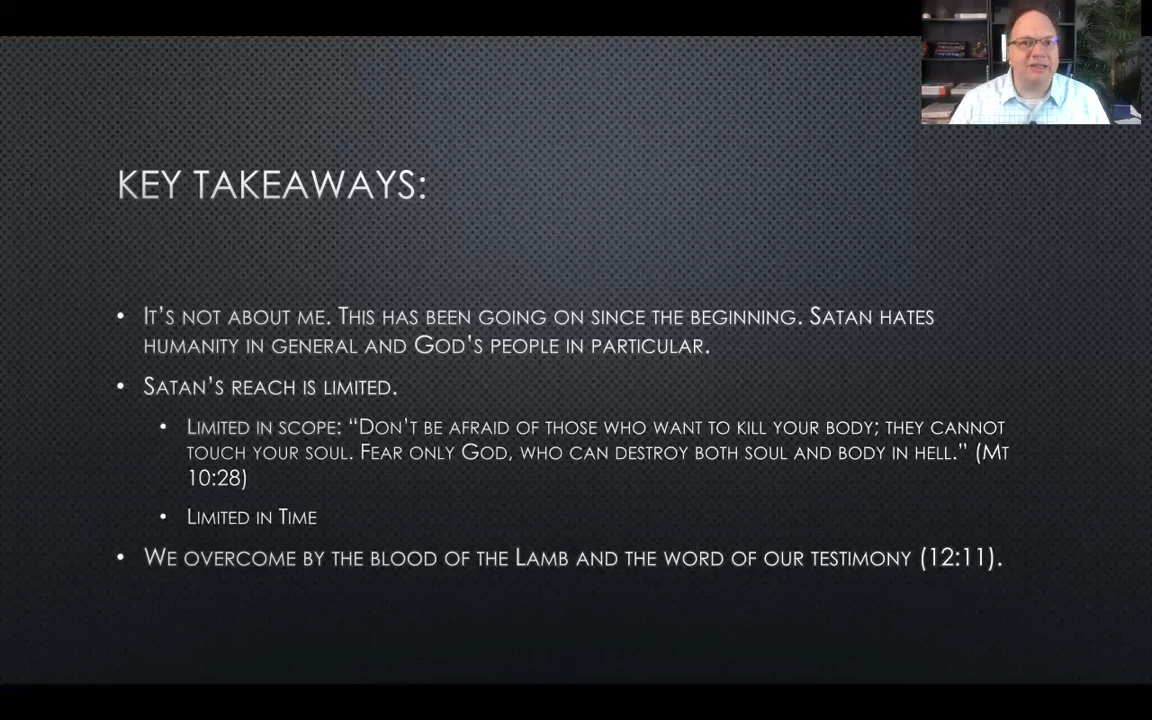 KEY TAKEAWAYS:
• IT'S NOT ABOUT ME. THIS HAS BEEN GOING ON SINCE THE BEGINNING. SATAN HATES
HUMANITY IN GENERAL AND GOD'S PEOPLE IN PARTICULAR.
• SATAN'S REACH IS LIMITED.
• LIMITED IN SCOPE: “DON'T BE AFRAID OF THOSE WHO WANT TO KILL YOUR BODY; THEY CANNOT
TOUCH YOUR SOUL. FEAR ONLY GOD, WHO CAN DESTROY BOTH SOUL AND BODY IN HELL.” (MT
10:28)
• LIMITED IN TIME
• WE OVERCOME BY THE BLOOD OF THE LAMB AND THE WORD OF OUR TESTIMONY (12:11).